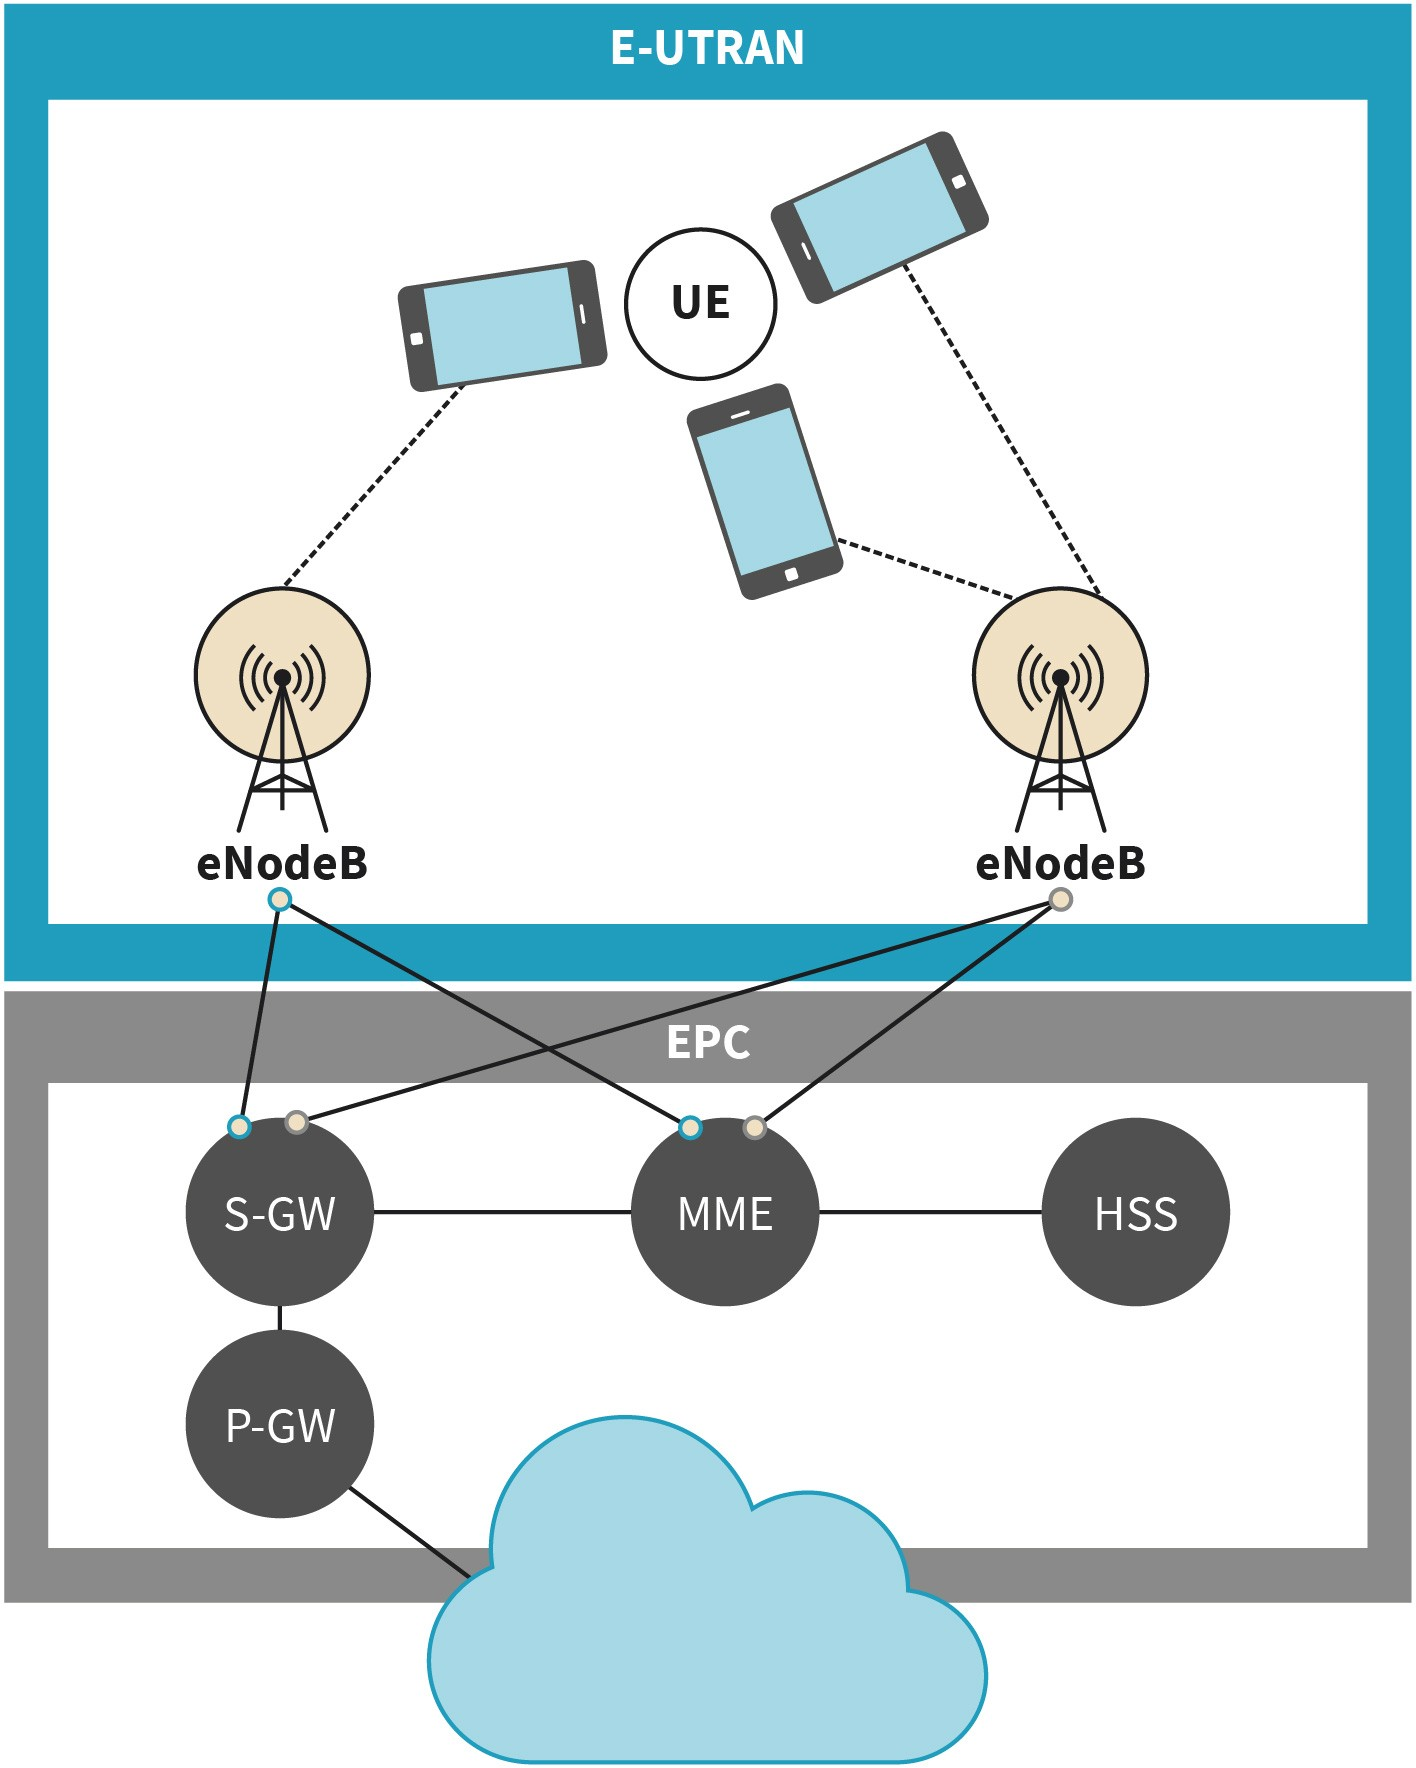 E-UTRAN
UE
eNodeB
eNodeB
EPC
S-GW
MME
HSS
P-GW